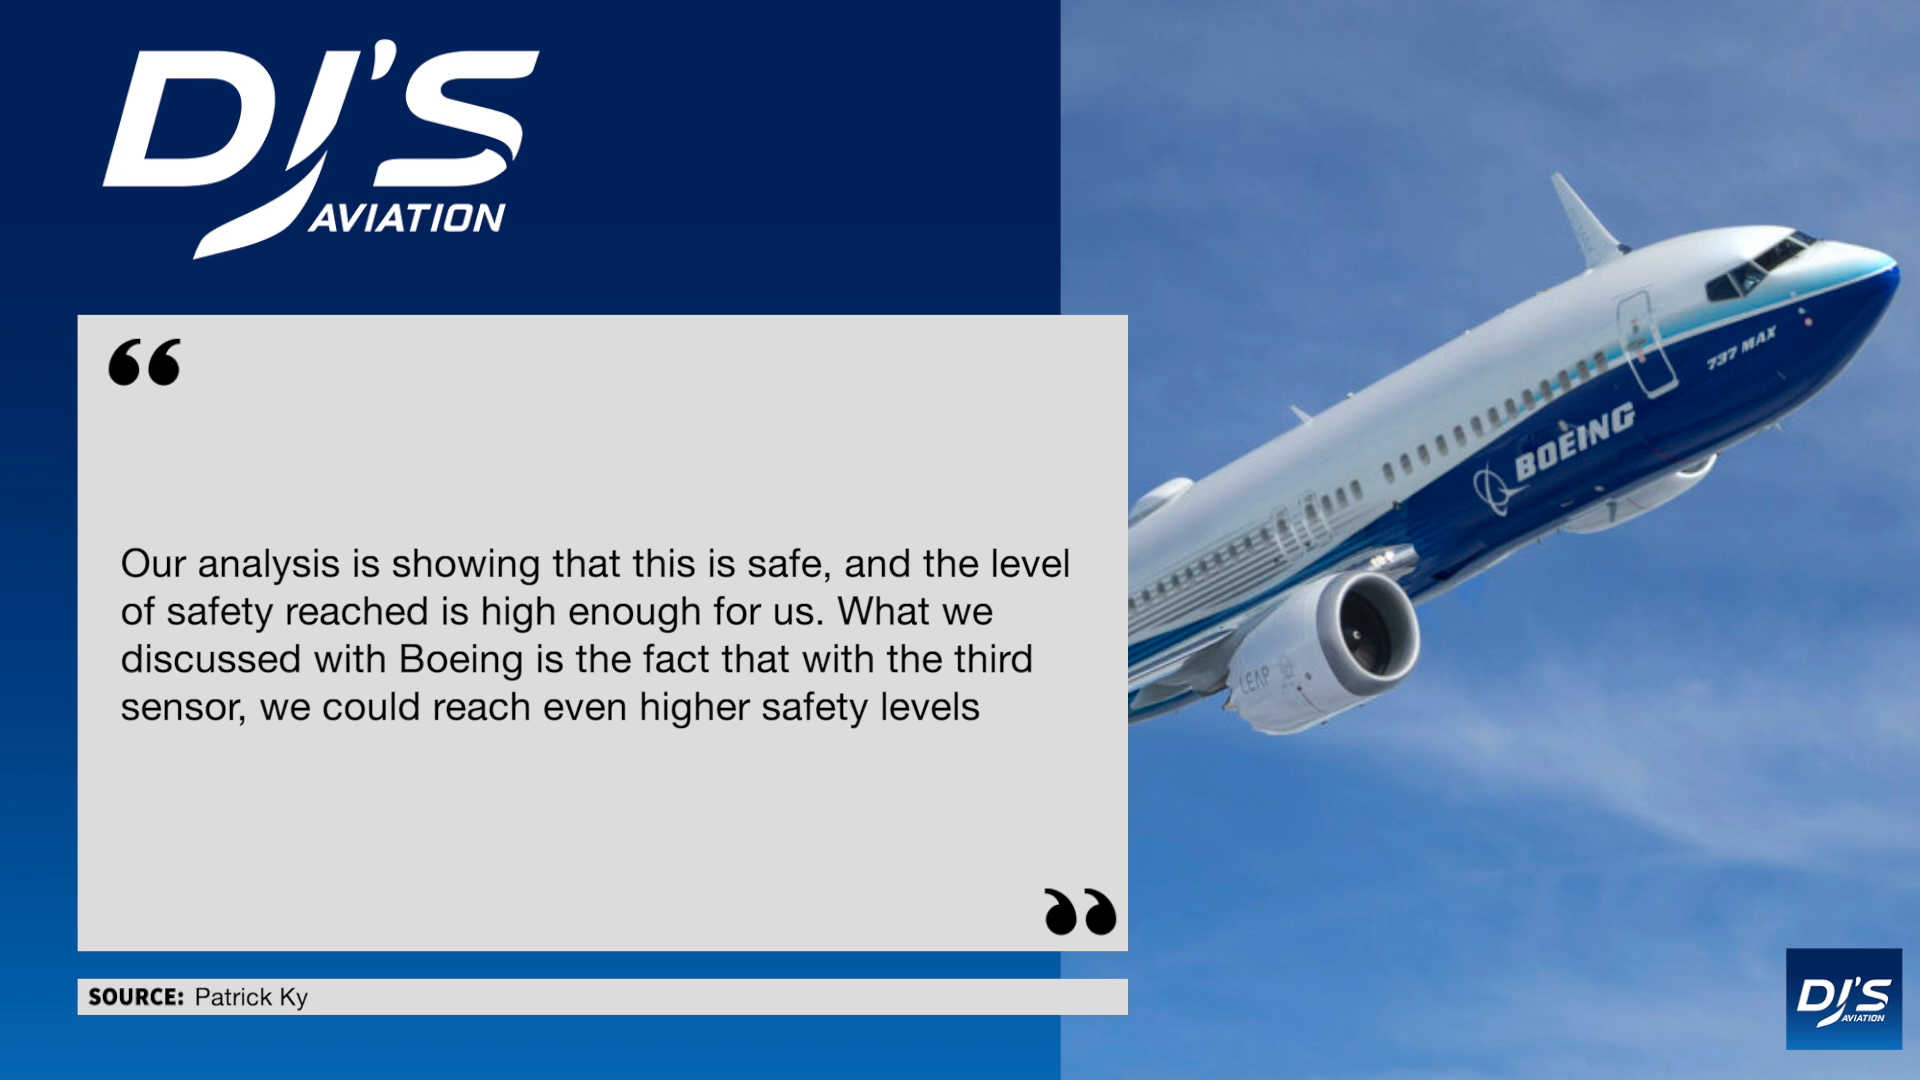 DJ'S
AVIATION
“
Our analysis is showing that this is safe, and the level
of safety reached is high enough for us. What we
discussed with Boeing is the fact that with the third
sensor, we could reach even higher safety levels
”
SOURCE: Patrick Ky
737 MAX
BOEING
LEAP
DJ'S
AVIATION